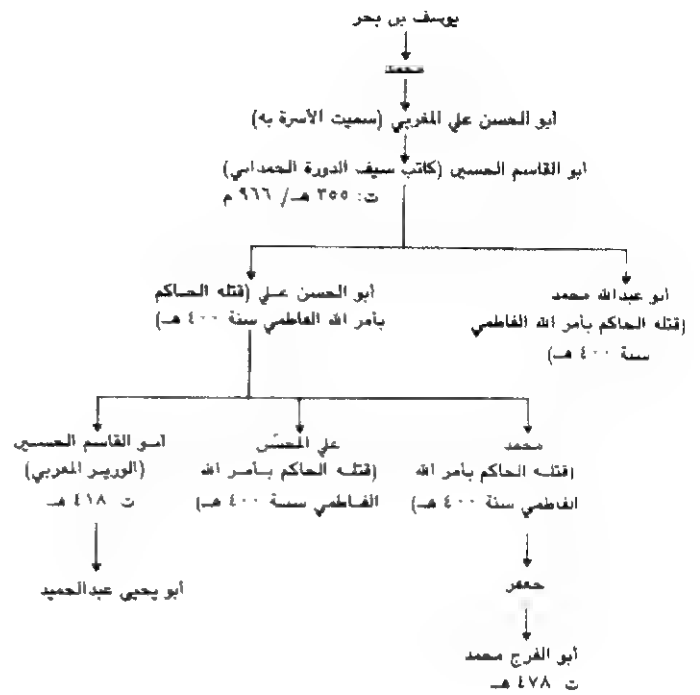 يوسف بن بحر
محمد
أبو الحسن علي المغربي (سميت الأسرة به)
أبو القاسم الحسين (كاتب سيف الدورة الحمداني)
ت: ٣٥٥ هـ/ ٩٦٦ م
أبو عبدالله محمد
(قتله الحاكم بأمر الله الفاطمي
سنة ٤٠٠ هـ)
أبو الحسن علي (قتله الحاكم
بأمر الله الفاطمي سنة ٤٠٠ هـ)
محمد
(قتله الحاكم بأمر الله
الفاطمي سنة ٤٠٠ هـ)
علي المحسّن
(قتله الحاكم بأمر الله
الفاطمي سنة ٤٠٠ هـ)
أبو القاسم الحسين
(الوزير المغربي)
ت ٤١٨ هـ
جعفر
أبو الفرج محمد
ت ٤٧٨ هـ
أبو يحيى عبدالحميد